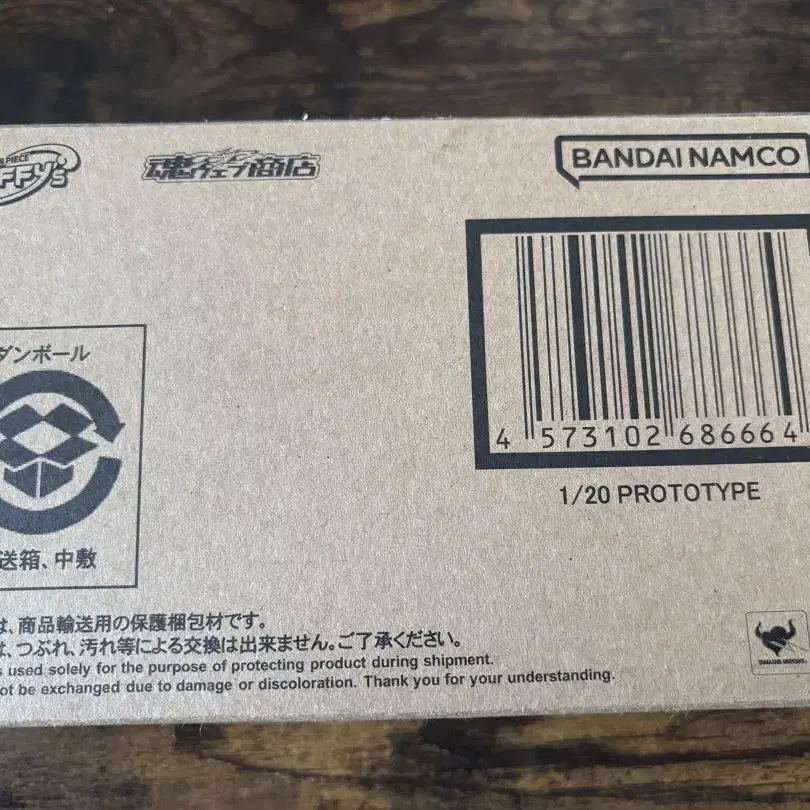 PIECE
FFY's
魂ウェブ商店
BANDAI NAMCO
4 573102 686664
1/20 PROTOTYPE
ダンボール
送箱、中敷
は、商品輸送用の保護梱包材です。
は、つぶれ、汚れ等による交換は出来ません。ご了承ください。
s used solely for the purpose of protecting product during shipment.
ot be exchanged due to damage or discoloration. Thank you for your understanding.
TAMASHII NATIONS